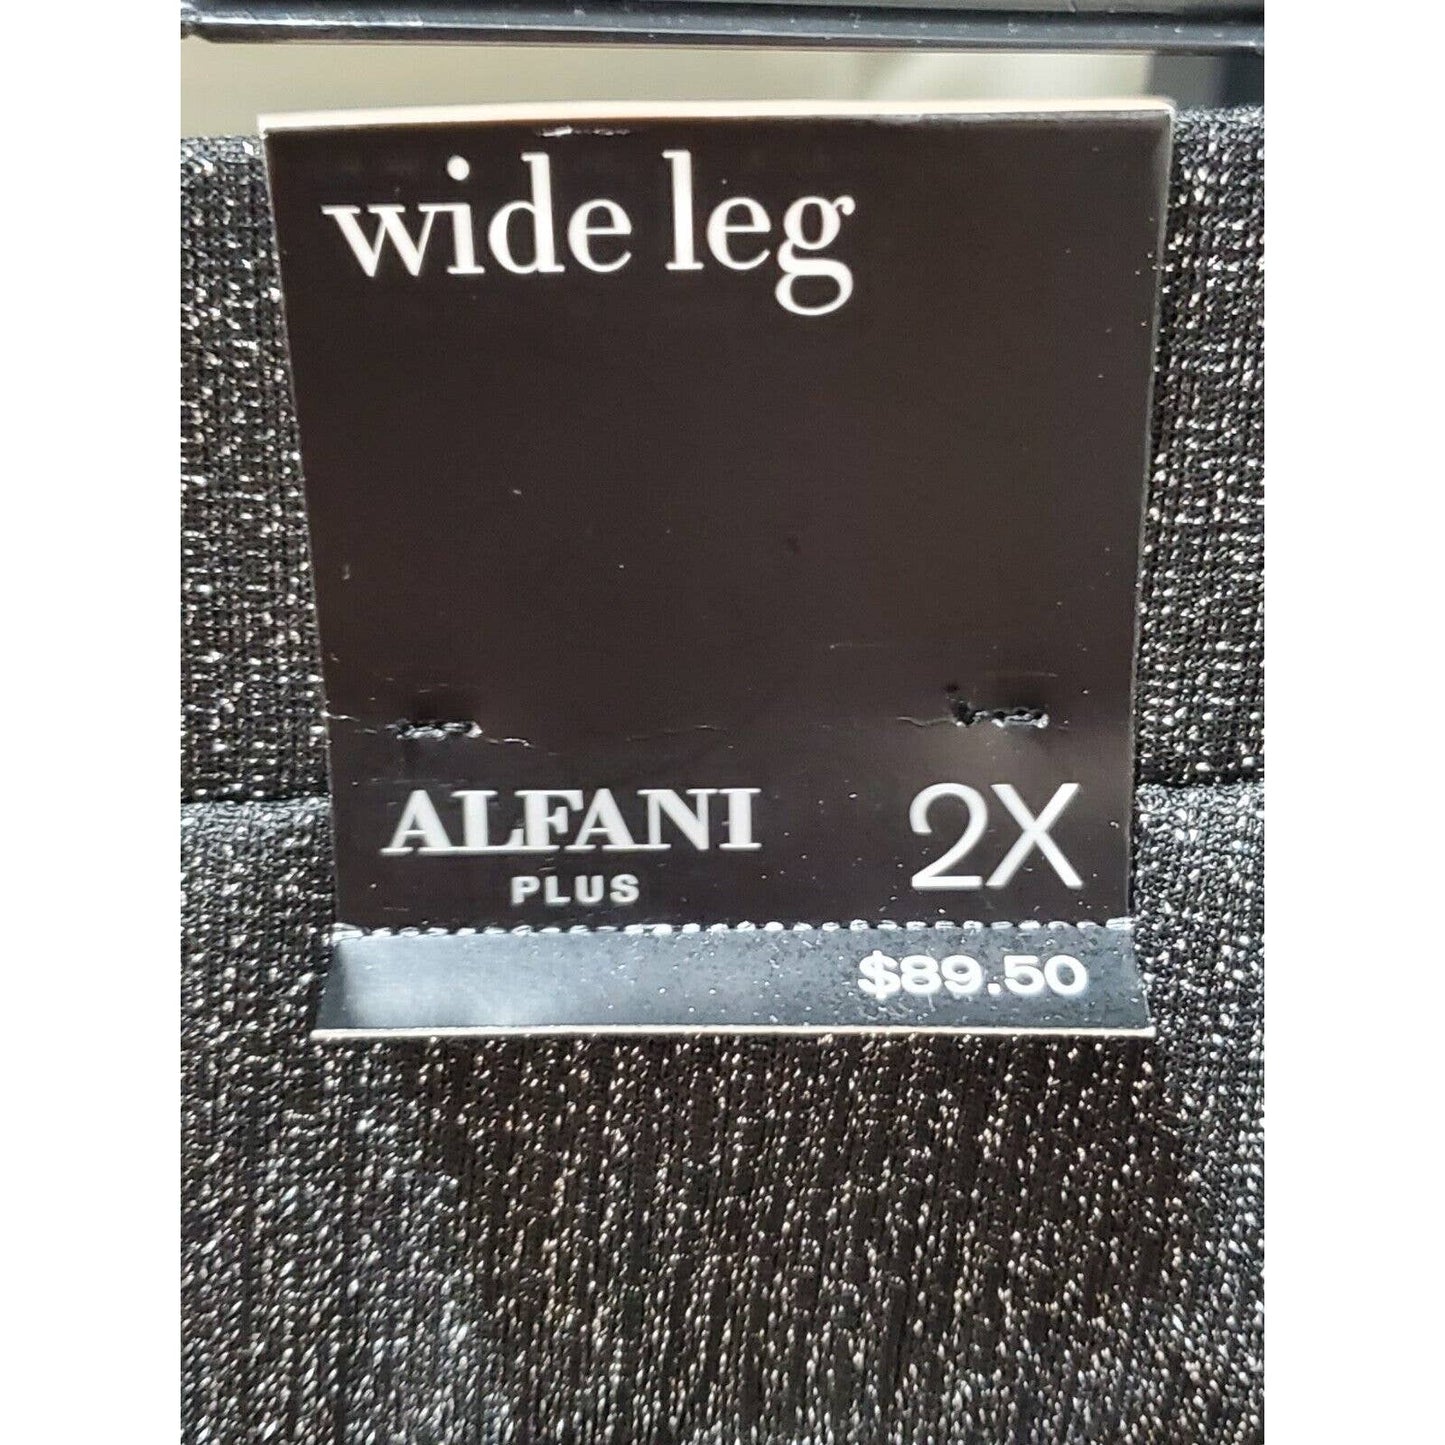 wide leg
ALFANI 2X
PLUS
$89.50